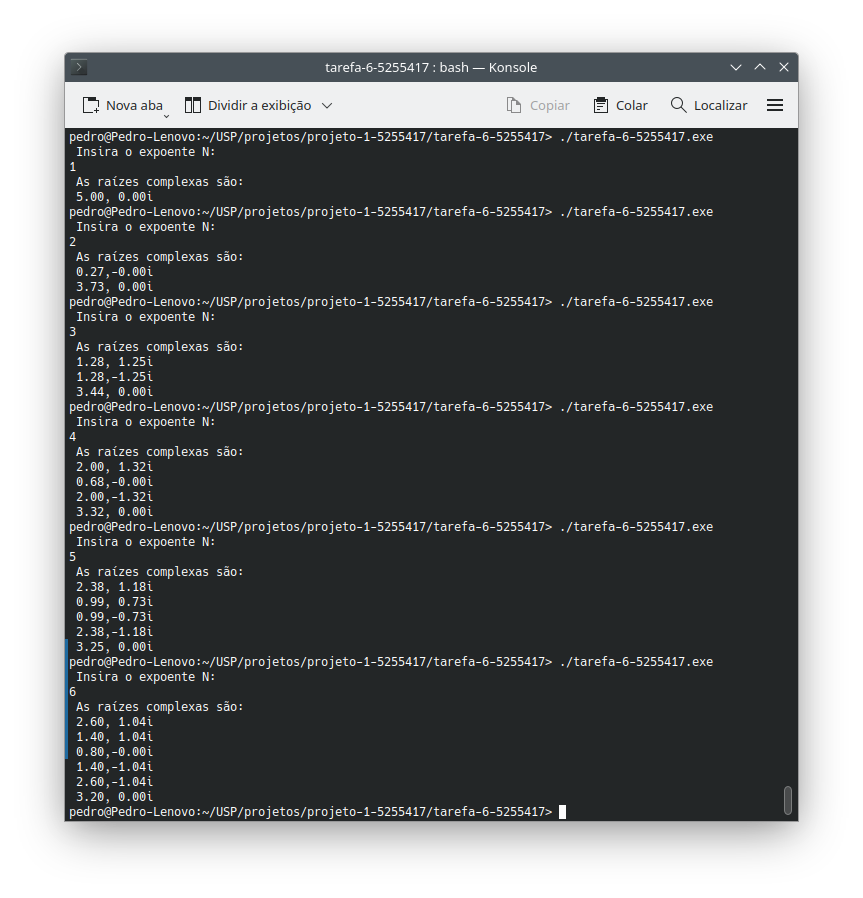 tarefa-6-5255417 : bash — Konsole
Nova aba Dividir a exibição Copiar Colar Localizar
pedro@Pedro-Lenovo:~/USP/projetos/projeto-1-5255417/tarefa-6-5255417> ./tarefa-6-5255417.exe
Insira o expoente N:
1
As raízes complexas são:
5.00, 0.00i
pedro@Pedro-Lenovo:~/USP/projetos/projeto-1-5255417/tarefa-6-5255417> ./tarefa-6-5255417.exe
Insira o expoente N:
2
As raízes complexas são:
0.27,-0.00i
3.73, 0.00i
pedro@Pedro-Lenovo:~/USP/projetos/projeto-1-5255417/tarefa-6-5255417> ./tarefa-6-5255417.exe
Insira o expoente N:
3
As raízes complexas são:
1.28, 1.25i
1.28,-1.25i
3.44, 0.00i
pedro@Pedro-Lenovo:~/USP/projetos/projeto-1-5255417/tarefa-6-5255417> ./tarefa-6-5255417.exe
Insira o expoente N:
4
As raízes complexas são:
2.00, 1.32i
0.68,-0.00i
2.00,-1.32i
3.32, 0.00i
pedro@Pedro-Lenovo:~/USP/projetos/projeto-1-5255417/tarefa-6-5255417> ./tarefa-6-5255417.exe
Insira o expoente N:
5
As raízes complexas são:
2.38, 1.18i
0.99, 0.73i
0.99,-0.73i
2.38,-1.18i
3.25, 0.00i
pedro@Pedro-Lenovo:~/USP/projetos/projeto-1-5255417/tarefa-6-5255417> ./tarefa-6-5255417.exe
Insira o expoente N:
6
As raízes complexas são:
2.60, 1.04i
1.40, 1.04i
0.80,-0.00i
1.40,-1.04i
2.60,-1.04i
3.20, 0.00i
pedro@Pedro-Lenovo:~/USP/projetos/projeto-1-5255417/tarefa-6-5255417>